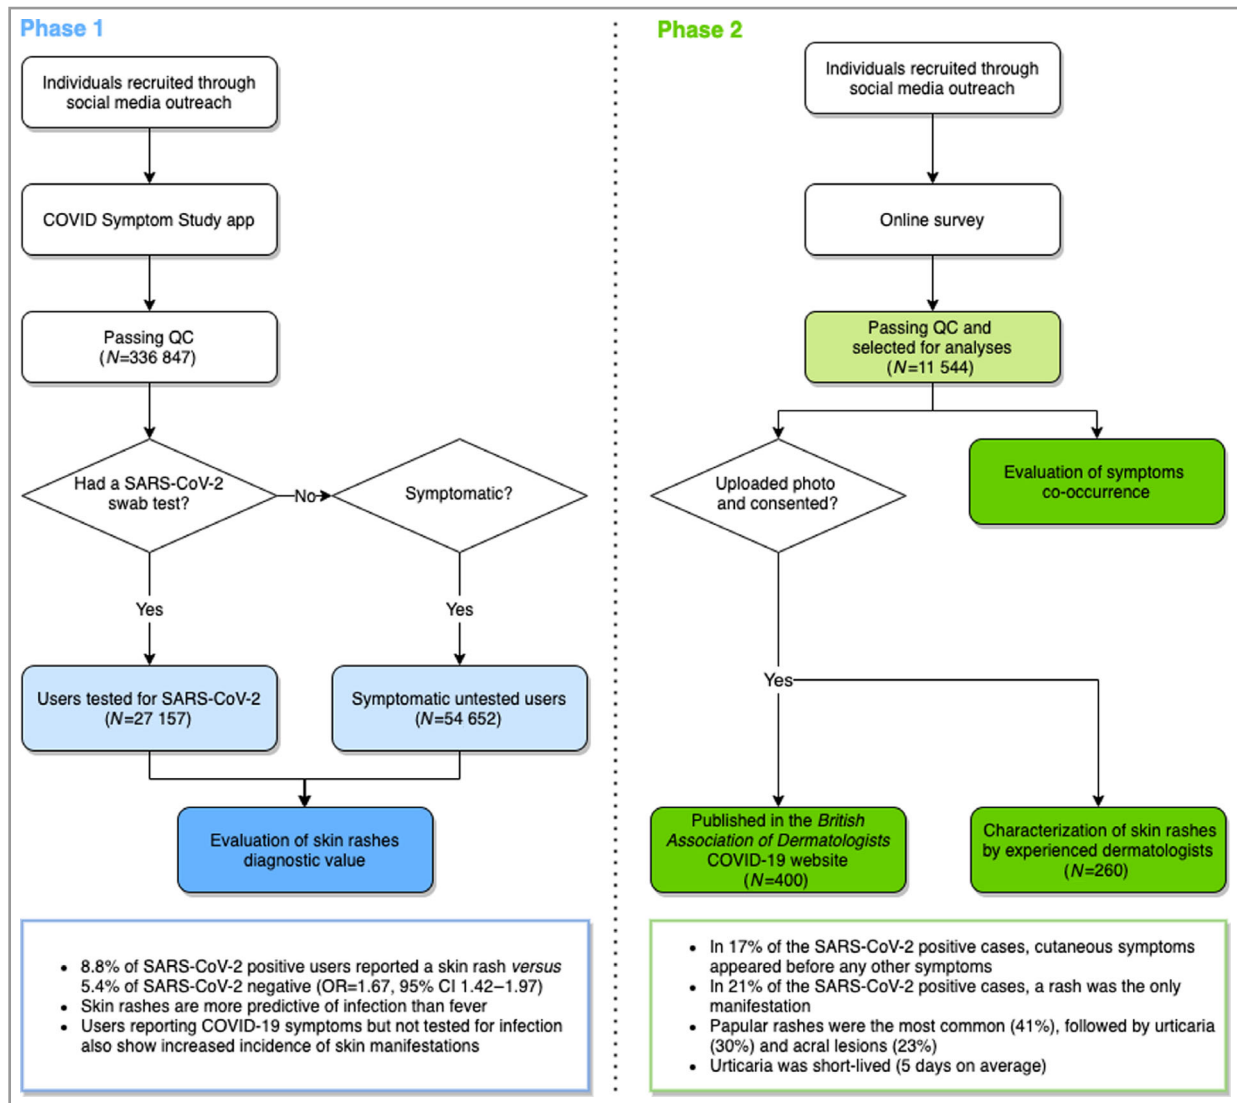 Phase 1
Individuals recruited through
social media outreach
COVID Symptom Study app
Passing QC
(N=336 847)
Had a SARS-CoV-2
swab test?
No
Symptomatic?
Yes
Yes
Users tested for SARS-CoV-2
(N=27 157)
Symptomatic untested users
(N=54 652)
Evaluation of skin rashes
diagnostic value
• 8.8% of SARS-CoV-2 positive users reported a skin rash versus
5.4% of SARS-CoV-2 negative (OR=1.67, 95% CI 1.42–1.97)
• Skin rashes are more predictive of infection than fever
• Users reporting COVID-19 symptoms but not tested for infection
also show increased incidence of skin manifestations
Phase 2
Individuals recruited through
social media outreach
Online survey
Passing QC and
selected for analyses
(N=11 544)
Uploaded photo
and consented?
Evaluation of symptoms
co-occurrence
Yes
Published in the British
Association of Dermatologists
COVID-19 website
(N=400)
Characterization of skin rashes
by experienced dermatologists
(N=260)
• In 17% of the SARS-CoV-2 positive cases, cutaneous symptoms
appeared before any other symptoms
• In 21% of the SARS-CoV-2 positive cases, a rash was the only
manifestation
• Papular rashes were the most common (41%), followed by urticaria
(30%) and acral lesions (23%)
• Urticaria was short-lived (5 days on average)